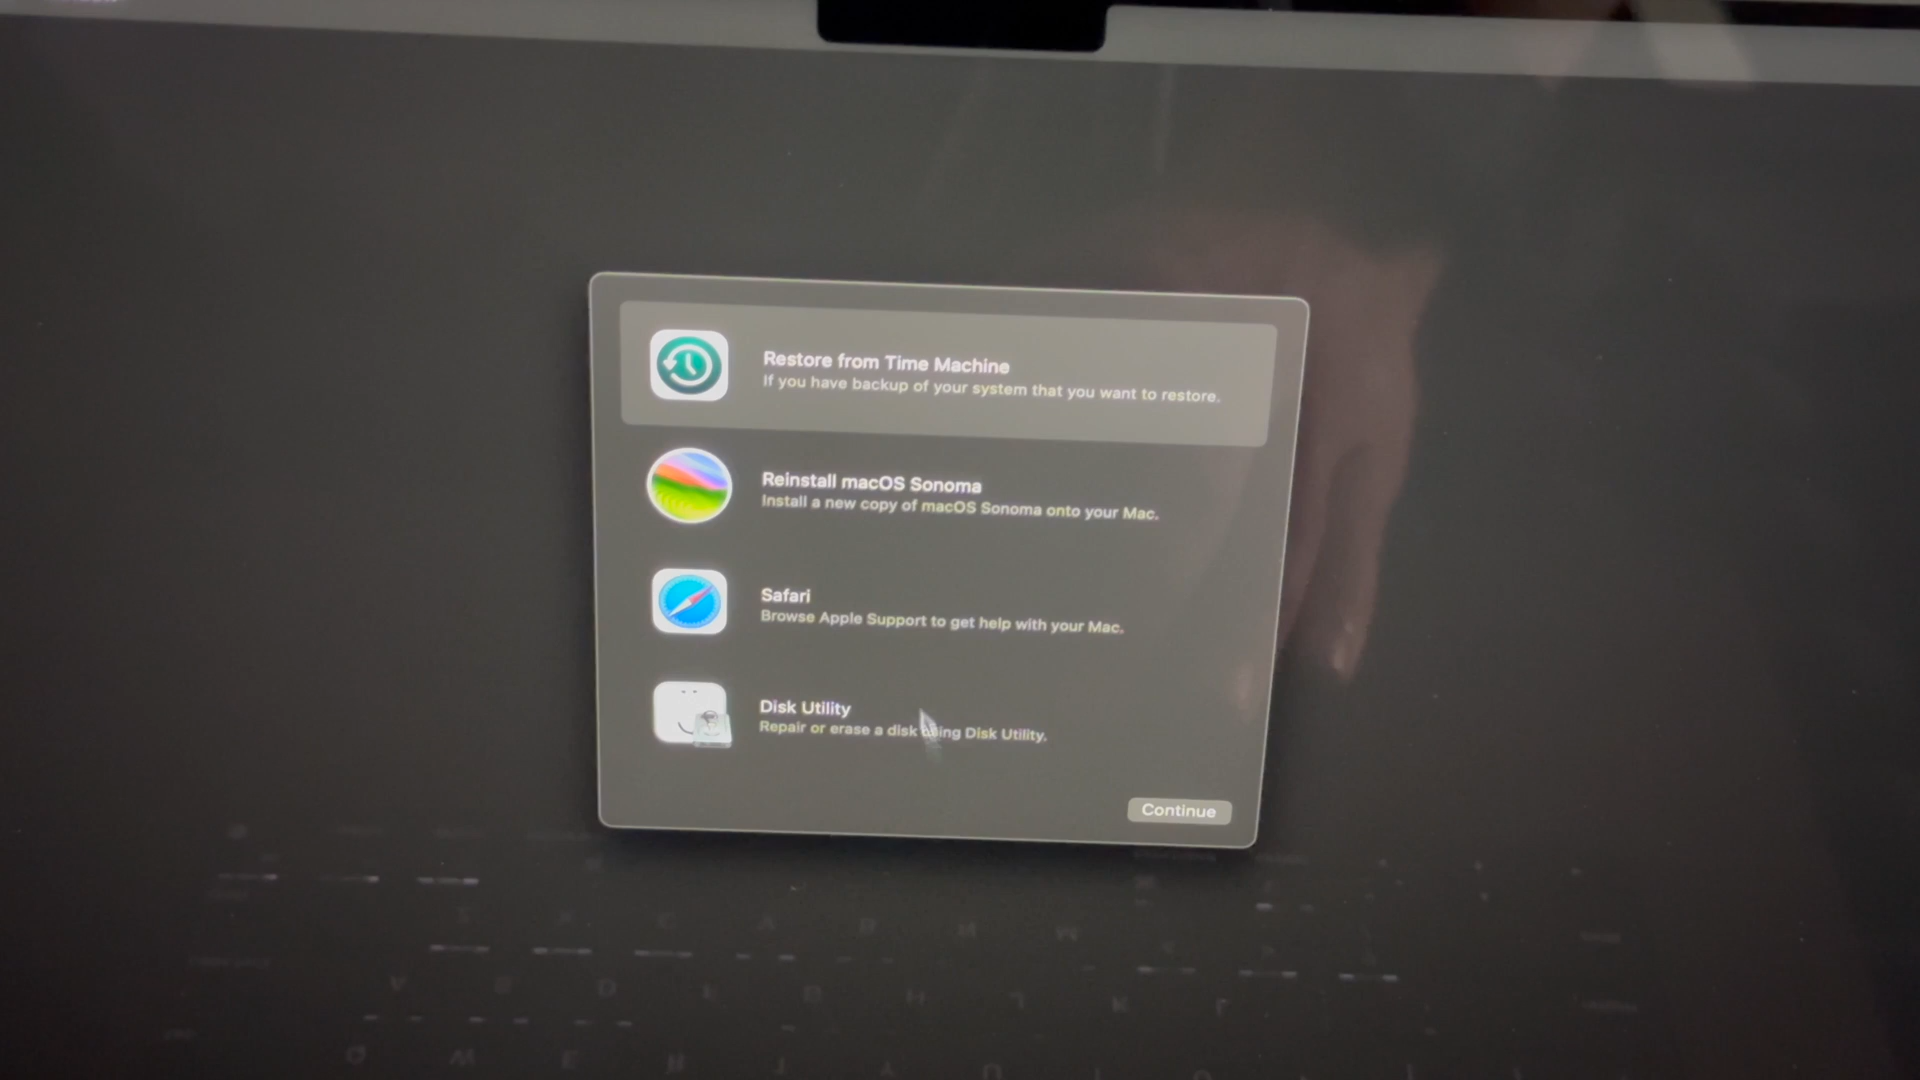 Restore from Time Machine
If you have backup of your system that you want to restore.
Reinstall macOS Sonoma
Install a new copy of macOS Sonoma onto your Mac.
Safari
Browse Apple Support to get help with your Mac.
Disk Utility
Repair or erase a disk using Disk Utility.
Continue